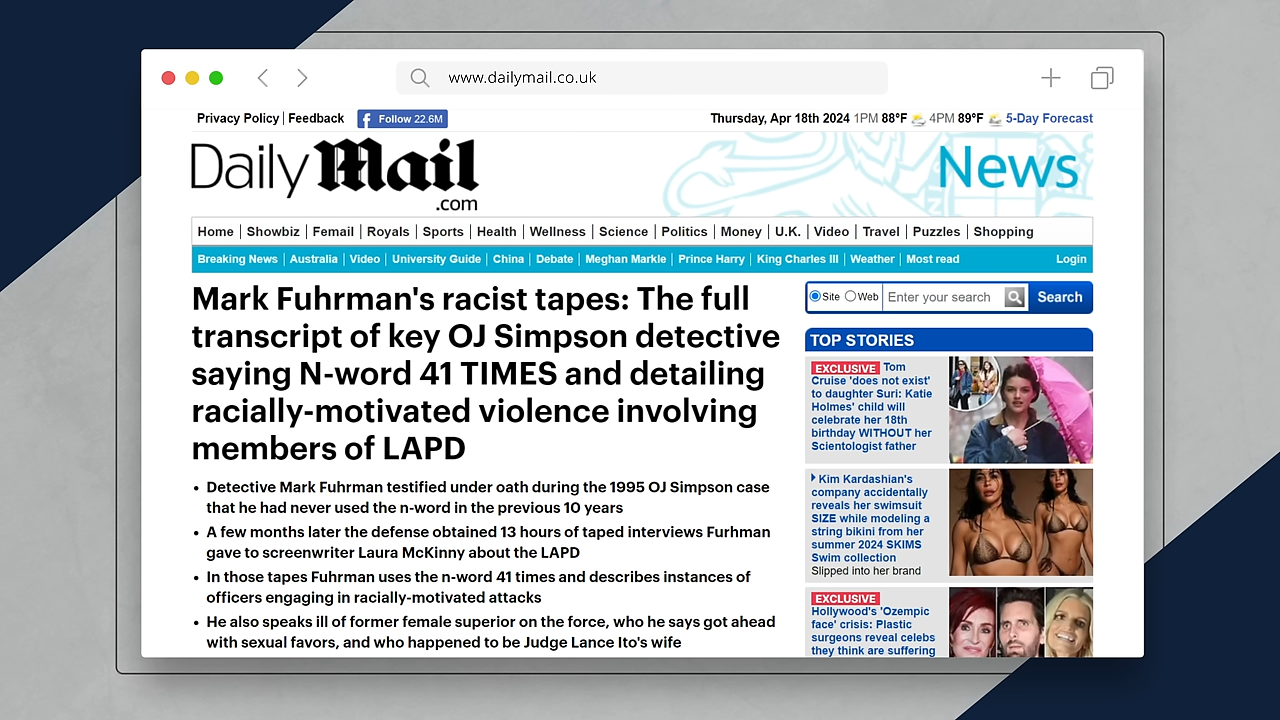 www.dailymail.co.uk
Privacy Policy | Feedback
f Follow 22.6M
Thursday, Apr 18th 2024 1PM 88°F 4PM 89°F 5-Day Forecast
Daily Mail
.com
News
Home | Showbiz | Femail | Royals | Sports | Health | Wellness | Science | Politics | Money | U.K. | Video | Travel | Puzzles | Shopping
Breaking News | Australia | Video | University Guide | China | Debate | Meghan Markle | Prince Harry | King Charles III | Weather | Most read
Login
Mark Fuhrman's racist tapes: The full
transcript of key OJ Simpson detective
saying N-word 41 TIMES and detailing
racially-motivated violence involving
members of LAPD
• Detective Mark Fuhrman testified under oath during the 1995 OJ Simpson case
that he had never used the n-word in the previous 10 years
• A few months later the defense obtained 13 hours of taped interviews Furhman
gave to screenwriter Laura McKinny about the LAPD
• In those tapes Fuhrman uses the n-word 41 times and describes instances of
officers engaging in racially-motivated attacks
• He also speaks ill of former female superior on the force, who he says got ahead
with sexual favors, and who happened to be Judge Lance Ito's wife
Site Web Enter your search Search
TOP STORIES
EXCLUSIVE Tom
Cruise 'does not exist'
to daughter Suri: Katie
Holmes' child will
celebrate her 18th
birthday WITHOUT her
Scientologist father
Kim Kardashian's
company accidentally
reveals her swimsuit
SIZE while modeling a
string bikini from her
summer 2024 SKIMS
Swim collection
Slipped into her brand
EXCLUSIVE
Hollywood's 'Ozempic
face' crisis: Plastic
surgeons reveal celebs
they think are suffering